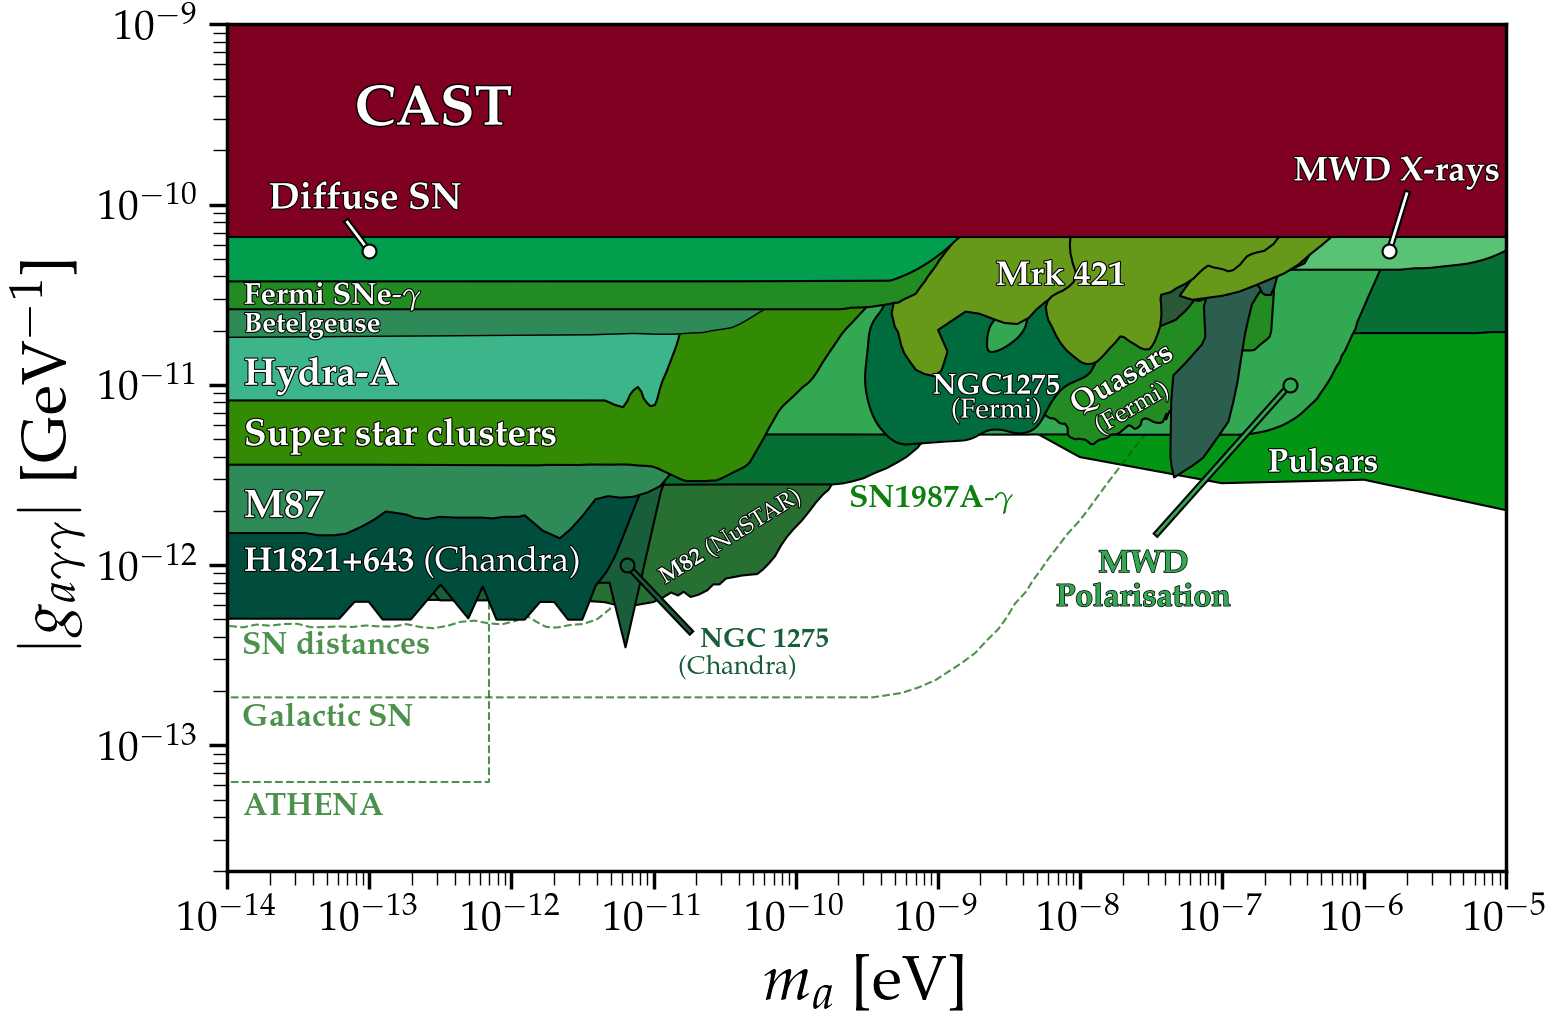 10⁻⁹
CAST
MWD X-rays
Diffuse SN
10⁻¹⁰
Mrk 421
Fermi SNe-γ
Betelgeuse
Hydra-A
10⁻¹¹
NGC1275
(Fermi)
Quasars
(Fermi)
Super star clusters
Pulsars
M87
SN1987A-γ
M82 (NuSTAR)
H1821+643 (Chandra)
10⁻¹²
MWD
Polarisation
NGC 1275
(Chandra)
SN distances
Galactic SN
10⁻¹³
ATHENA
|g_{aγγ}| [GeV⁻¹]
10⁻¹⁴ 10⁻¹³ 10⁻¹² 10⁻¹¹ 10⁻¹⁰ 10⁻⁹ 10⁻⁸ 10⁻⁷ 10⁻⁶ 10⁻⁵
mₐ [eV]